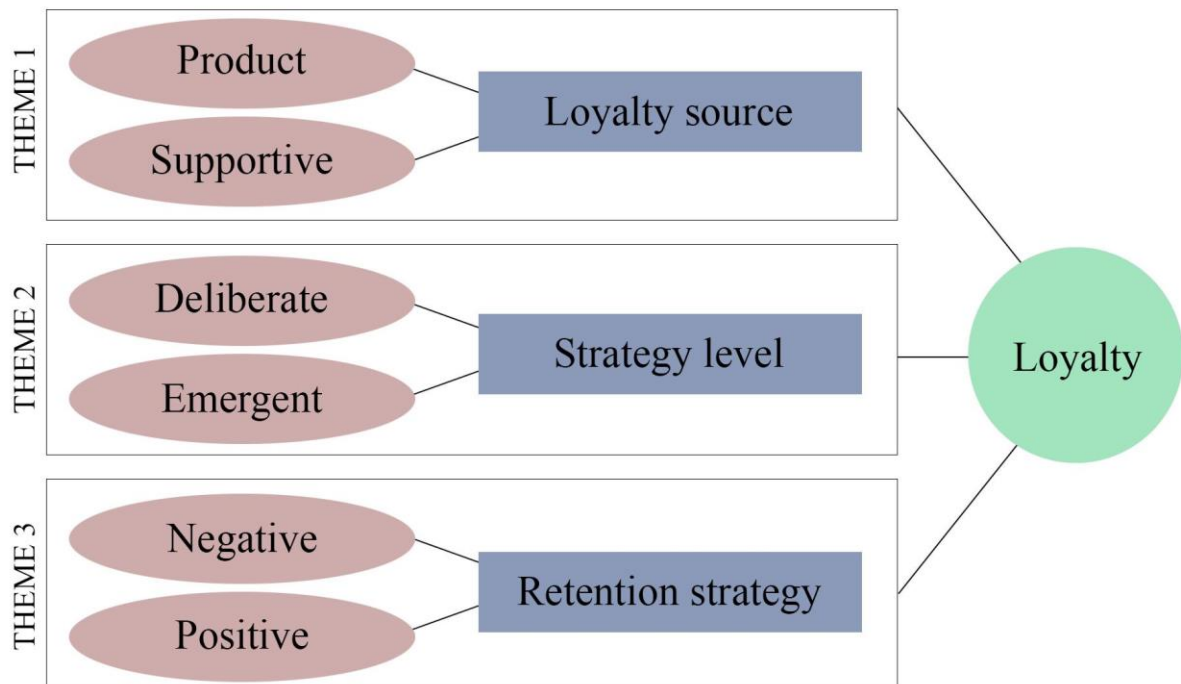 THEME 1
Product
Supportive
Loyalty source
THEME 2
Deliberate
Emergent
Strategy level
THEME 3
Negative
Positive
Retention strategy
Loyalty